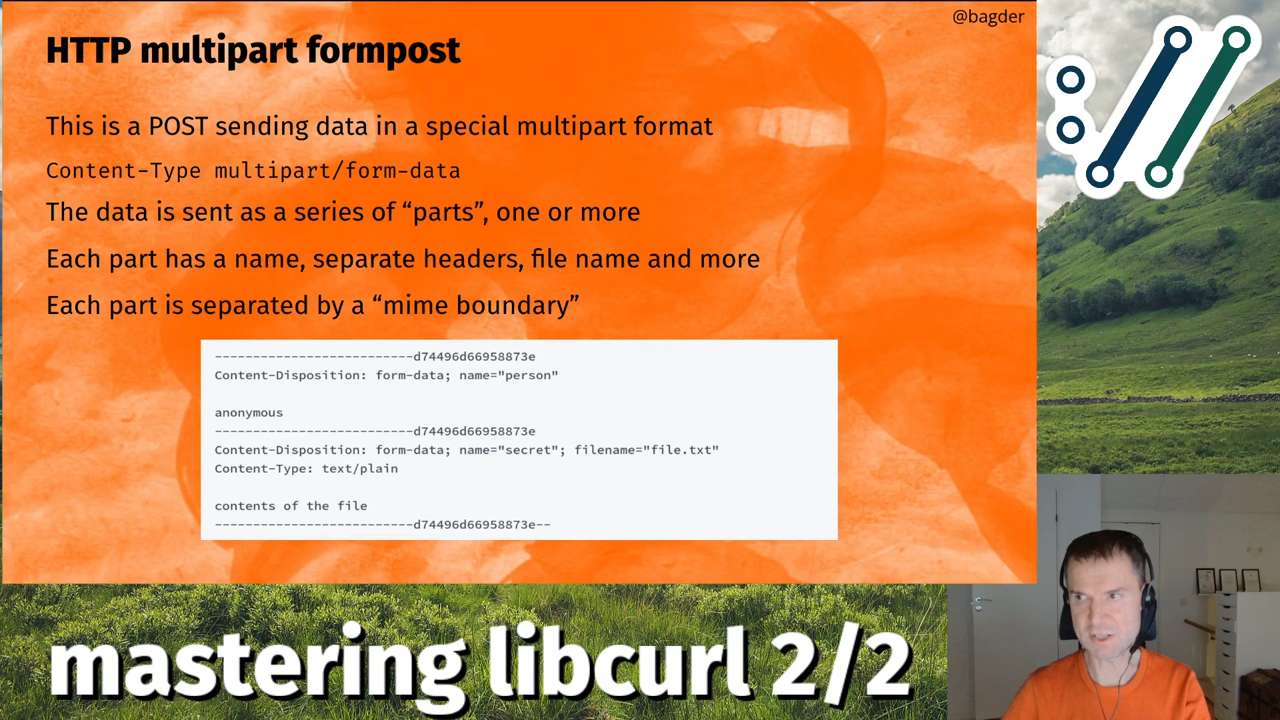 @bagder
HTTP multipart formpost
This is a POST sending data in a special multipart format
Content-Type multipart/form-data
The data is sent as a series of “parts”, one or more
Each part has a name, separate headers, file name and more
Each part is separated by a “mime boundary”
--------------------------d74496d66958873e
Content-Disposition: form-data; name="person"
anonymous
--------------------------d74496d66958873e
Content-Disposition: form-data; name="secret"; filename="file.txt"
Content-Type: text/plain
contents of the file
--------------------------d74496d66958873e--
mastering libcurl 2/2